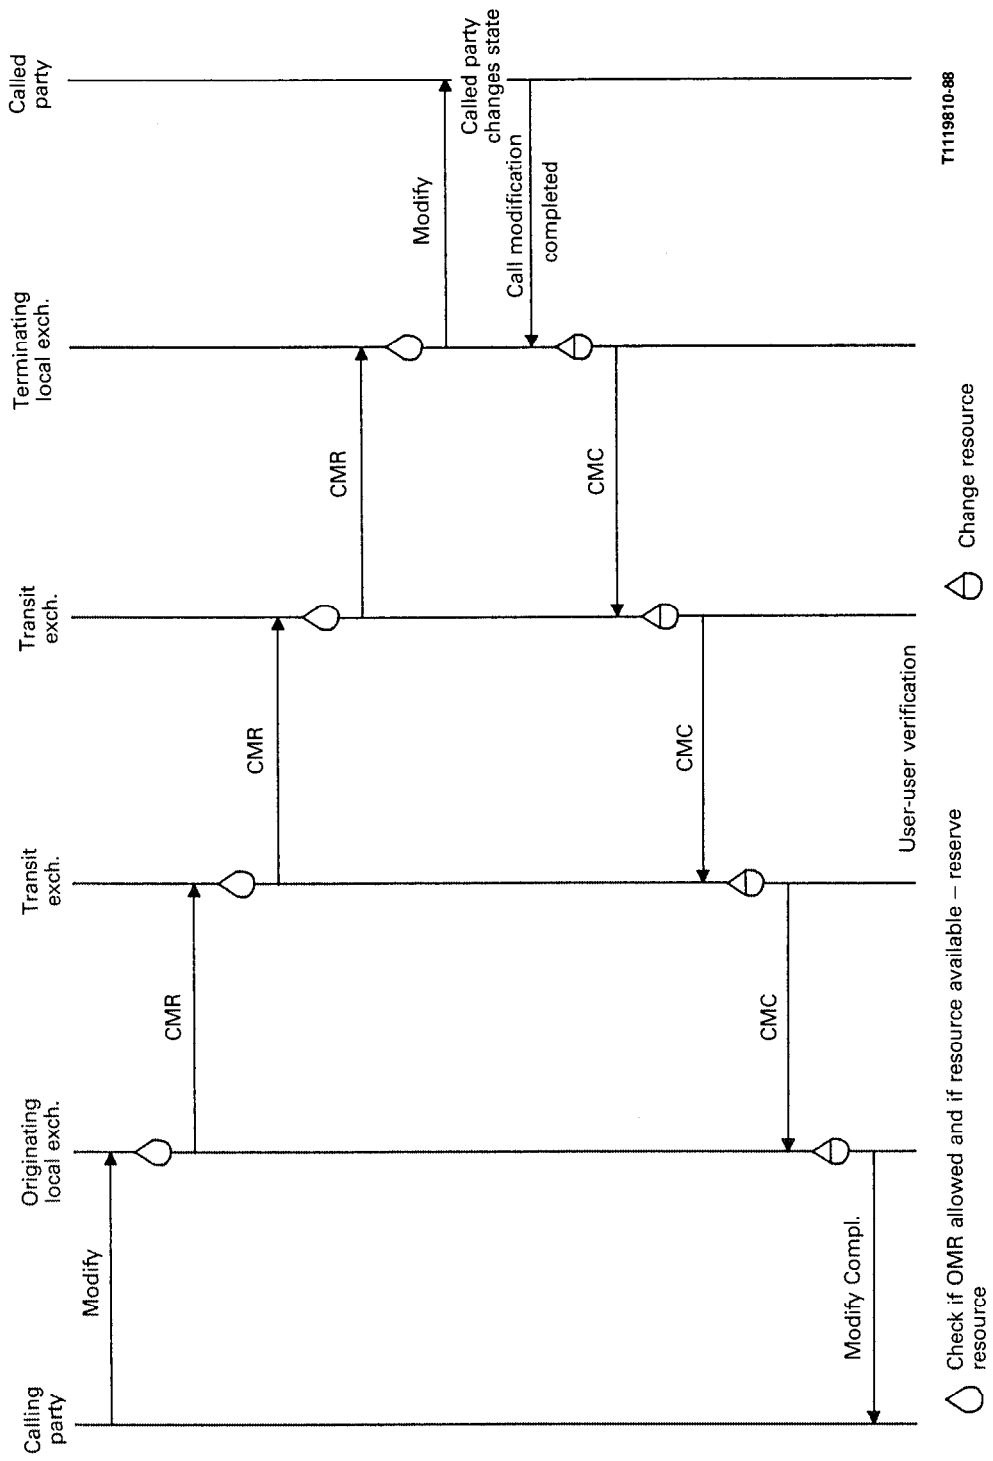 Calling
party
Originating
local exch.
Transit
exch.
Transit
exch.
Terminating
local exch.
Called
party
Modify
CMR
CMR
CMR
Modify
Called party
changes state
Call modification
completed
CMC
CMC
CMC
Modify Compl.
User-user verification
Check if OMR allowed and if resource available – reserve
resource
Change resource
T1119810-88